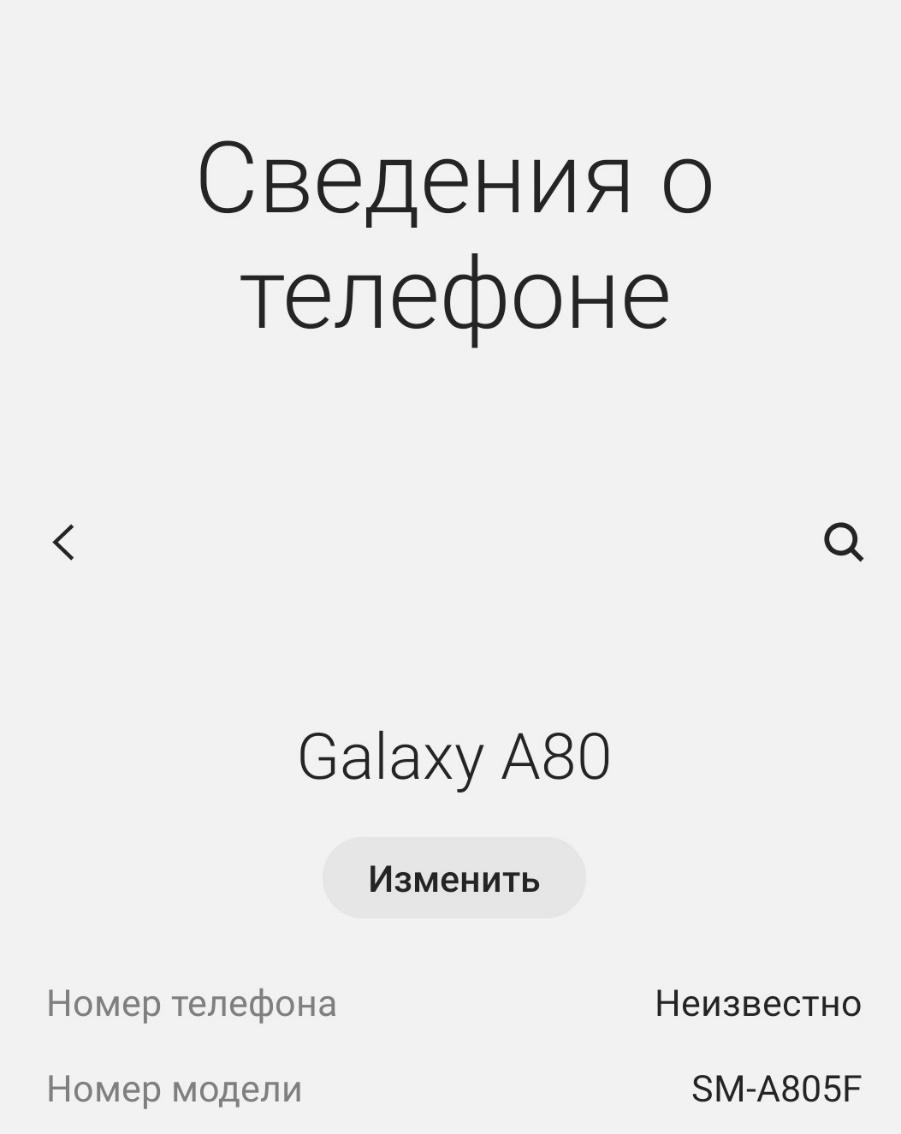 Сведения о
телефоне
Galaxy A80
Изменить
Номер телефона Неизвестно
Номер модели SM-A805F